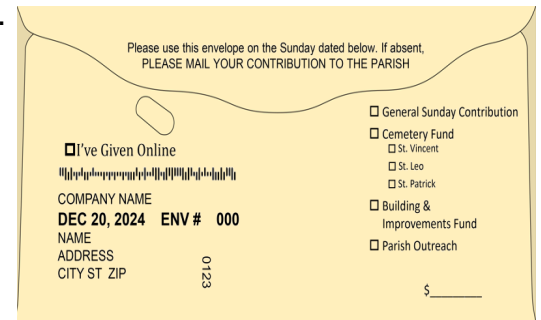 Please use this envelope on the Sunday dated below. If absent,
PLEASE MAIL YOUR CONTRIBUTION TO THE PARISH
I've Given Online
COMPANY NAME
DEC 20, 2024 ENV # 000
NAME
ADDRESS
CITY ST ZIP
0123
General Sunday Contribution
Cemetery Fund
St. Vincent
St. Leo
St. Patrick
Building &
Improvements Fund
Parish Outreach
$________